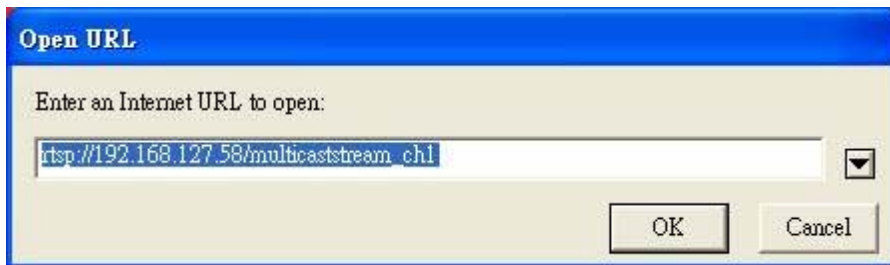 Open URL
Enter an Internet URL to open:
rtsp://192.168.127.58/multicaststream_ch1
OK
Cancel